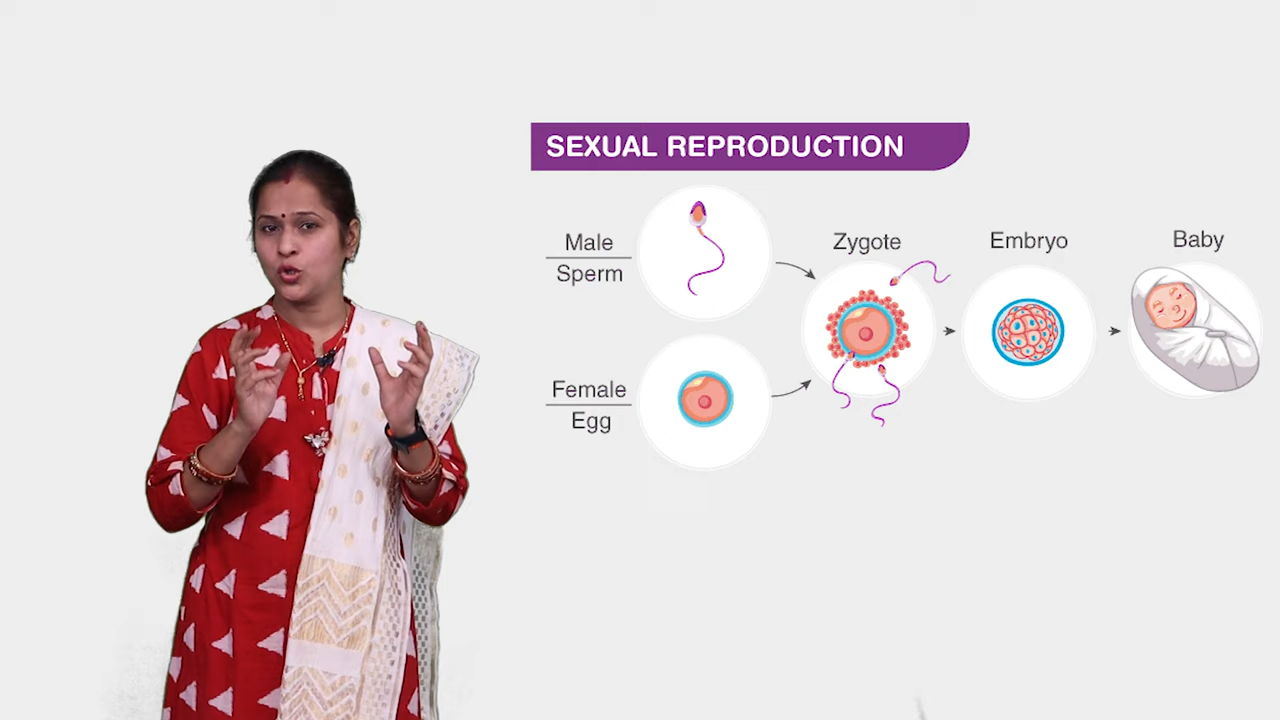 SEXUAL REPRODUCTION
Male
Sperm
Female
Egg
Zygote
Embryo
Baby